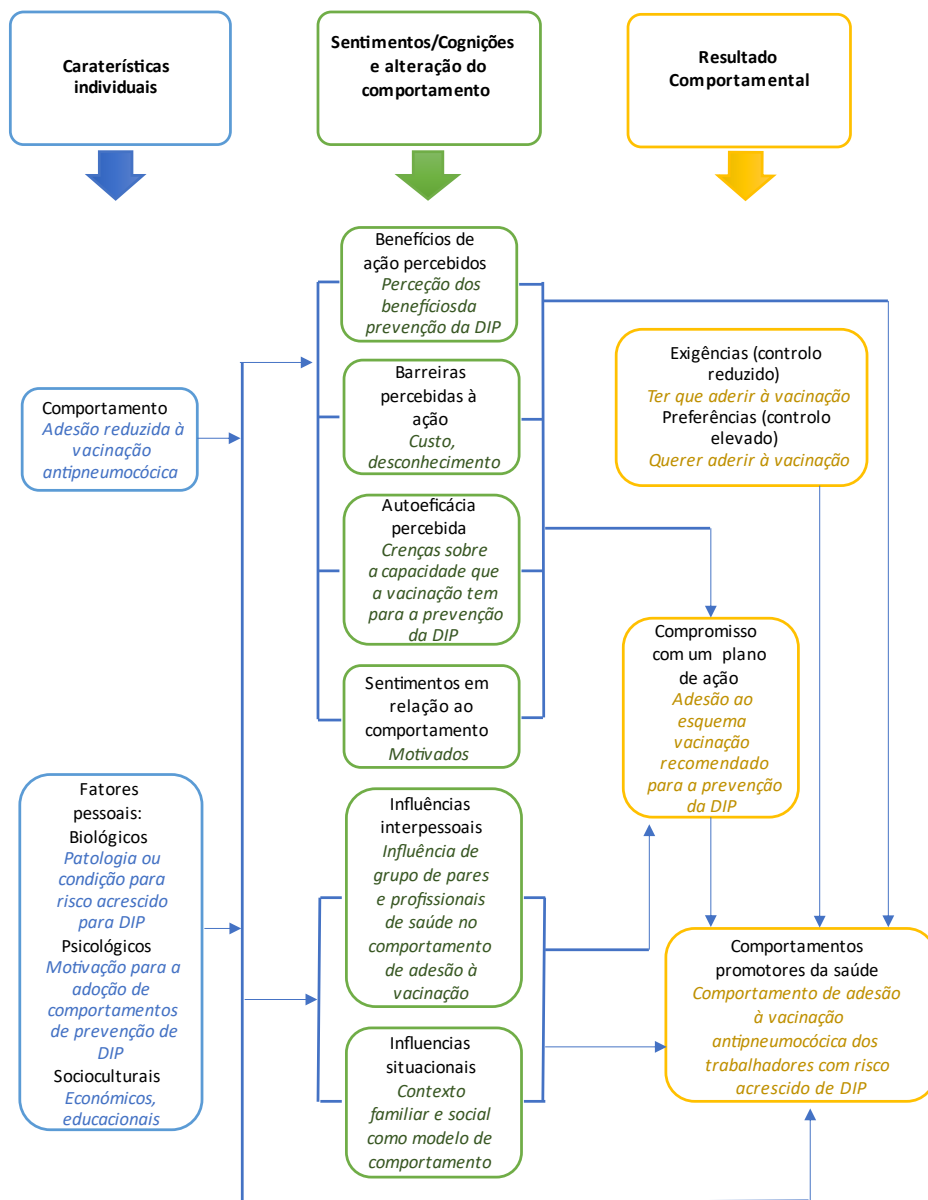 Caraterísticas
individuais
Sentimentos/Cognições
e alteração do
comportamento
Resultado
Comportamental
Comportamento
Adesão reduzida à
vacinação
antipneumocócica
Fatores
pessoais:
Biológicos
Patologia ou
condição para
risco acrescido
para DIP
Psicológicos
Motivação para a
adoção de
comportamentos
de prevenção de
DIP
Socioculturais
Económicos,
educacionais
Benefícios de
ação percebidos
Perceção dos
benefíciosda
prevenção da DIP
Barreiras
percebidas à
ação
Custo,
desconhecimento
Autoeficácia
percebida
Crenças sobre
a capacidade que
a vacinação tem
para a prevenção
da DIP
Sentimentos em
relação ao
comportamento
Motivados
Influências
interpessoais
Influência de
grupo de pares
e profissionais
de saúde no
comportamento
de adesão à
vacinação
Influencias
situacionais
Contexto
familiar e social
como modelo de
comportamento
Exigências (controlo
reduzido)
Ter que aderir à vacinação
Preferências (controlo
elevado)
Querer aderir à vacinação
Compromisso
com um plano
de ação
Adesão ao
esquema
vacinação
recomendado
para a prevenção
da DIP
Comportamentos
promotores da saúde
Comportamento de adesão
à vacinação
antipneumocócica dos
trabalhadores com risco
acrescido de DIP